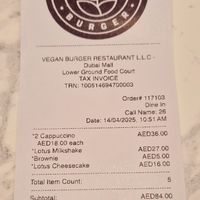 BURGER
VEGAN BURGER RESTAURANT L.L.C -
Dubai Mall
Lower Ground Food Court
TAX INVOICE
TRN: 100514694700003
Order# 117103
Dine In
Call Name: 26
Date: 14/04/2025, 10:51 AM
*2 Cappuccino AED36.00
AED18.00 each
*Lotus Milkshake AED27.00
*Brownie AED5.00
*Lotus Cheesecake AED16.00
Total Item Count: 5
Subtotal: AED84.00